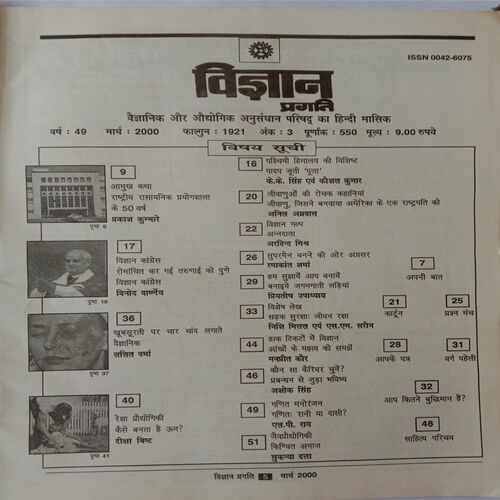 ISSN 0042-6075
विज्ञान
प्रगति
वैज्ञानिक और औद्योगिक अनुसंधान परिषद् का हिन्दी मासिक
वर्ष : 49 मार्च : 2000 फाल्गुन : 1921 अंक : 3 पूर्णांक : 550 मूल्य : 9.00 रुपये
विषय सूची
9
आमुख कथा
राष्ट्रीय रासायनिक प्रयोगशाला
के 50 वर्ष
प्रकाश कुम्भारे
पृष्ठ 9
17
विज्ञान कांग्रेस
रोमांचित कर गई तरुणाई को पुणे
विज्ञान कांग्रेस
विनोद वार्ष्णेय
पृष्ठ 18
36
खूबसूरती पर चार चांद लगाते
वैज्ञानिक
ललित वर्मा
पृष्ठ 37
40
रेशा प्रौद्योगिकी
कैसे बनता है ऊन?
दीक्षा बिष्ट
पृष्ठ 41
16 पश्चिमी हिमालय की विशिष्ट
पादप जूती 'पूला'
के.के. सिंह एवं कौशल कुमार
20 जीवाणुओं की रोचक कहानियां
जीवाणु, जिसने बनवाया अमेरिका के एक राष्ट्रपति को
अनिल अग्रवाल
22 विज्ञान गल्प
अन्नदाता
अरविन्द मिश्र
26 सुपरमैन बनने की ओर अग्रसर
रमाकांत शर्मा
29 हम सुझायें आप बनायें
बनाइये जगमगाती लड़ियां
प्रियतोष उपाध्याय
33 विशेष लेख
सड़क सुरक्षा: जीवन रक्षा
निशि मित्तल एवं एस.एम. सरीन
44 डाक टिकटों में विज्ञान
आंखों के महत्व को समझें
मनप्रीत कौर
46 कौन सा कैरियर चुनें?
प्रबन्धन से जुड़ा भविष्य
अशोक सिंह
49 गणित मनोरंजन
गणित: रानी या दासी?
एल.पी. राय
51 जैवप्रौद्योगिकी
किण्वित अनाज
सुकन्या दत्ता
7
अपनी बात
21
कार्टून
25
प्रश्न मंच
28
आपके पत्र
31
वर्ग पहेली
32
आप कितने बुद्धिमान हैं?
48
साहित्य परिचय
विज्ञान प्रगति 5 मार्च 2000